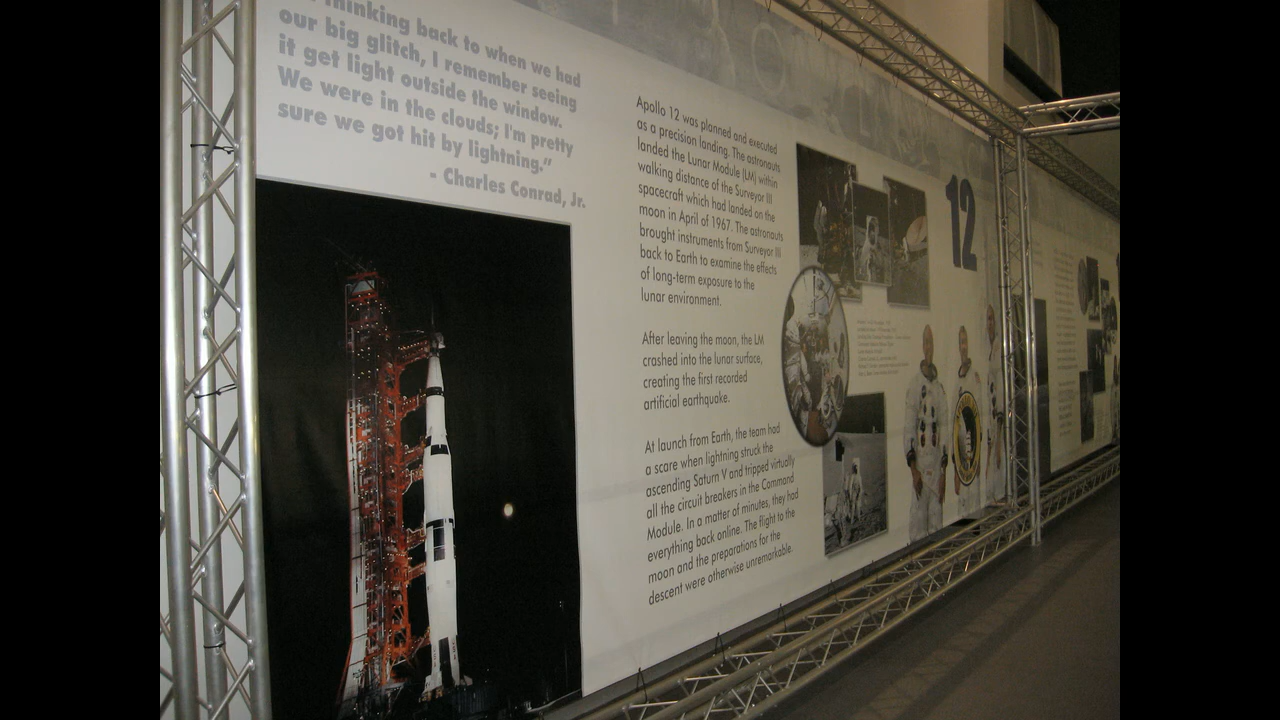 thinking back to when we had
our big glitch, I remember seeing
it get light outside the window.
We were in the clouds; I'm pretty
sure we got hit by lightning.”
- Charles Conrad, Jr.
Apollo 12 was planned and executed
as a precision landing. The astronauts
landed the Lunar Module (LM) within
walking distance of the Surveyor III
spacecraft which had landed on the
moon in April of 1967. The astronauts
brought instruments from Surveyor III
back to Earth to examine the effects
of long-term exposure to the
lunar environment.
After leaving the moon, the LM
crashed into the lunar surface,
creating the first recorded
artificial earthquake.
At launch from Earth, the team had
a scare when lightning struck the
ascending Saturn V and tripped virtually
all the circuit breakers in the Command
Module. In a matter of minutes, they had
everything back online. The flight to the
moon and the preparations for the
descent were otherwise unremarkable.
12